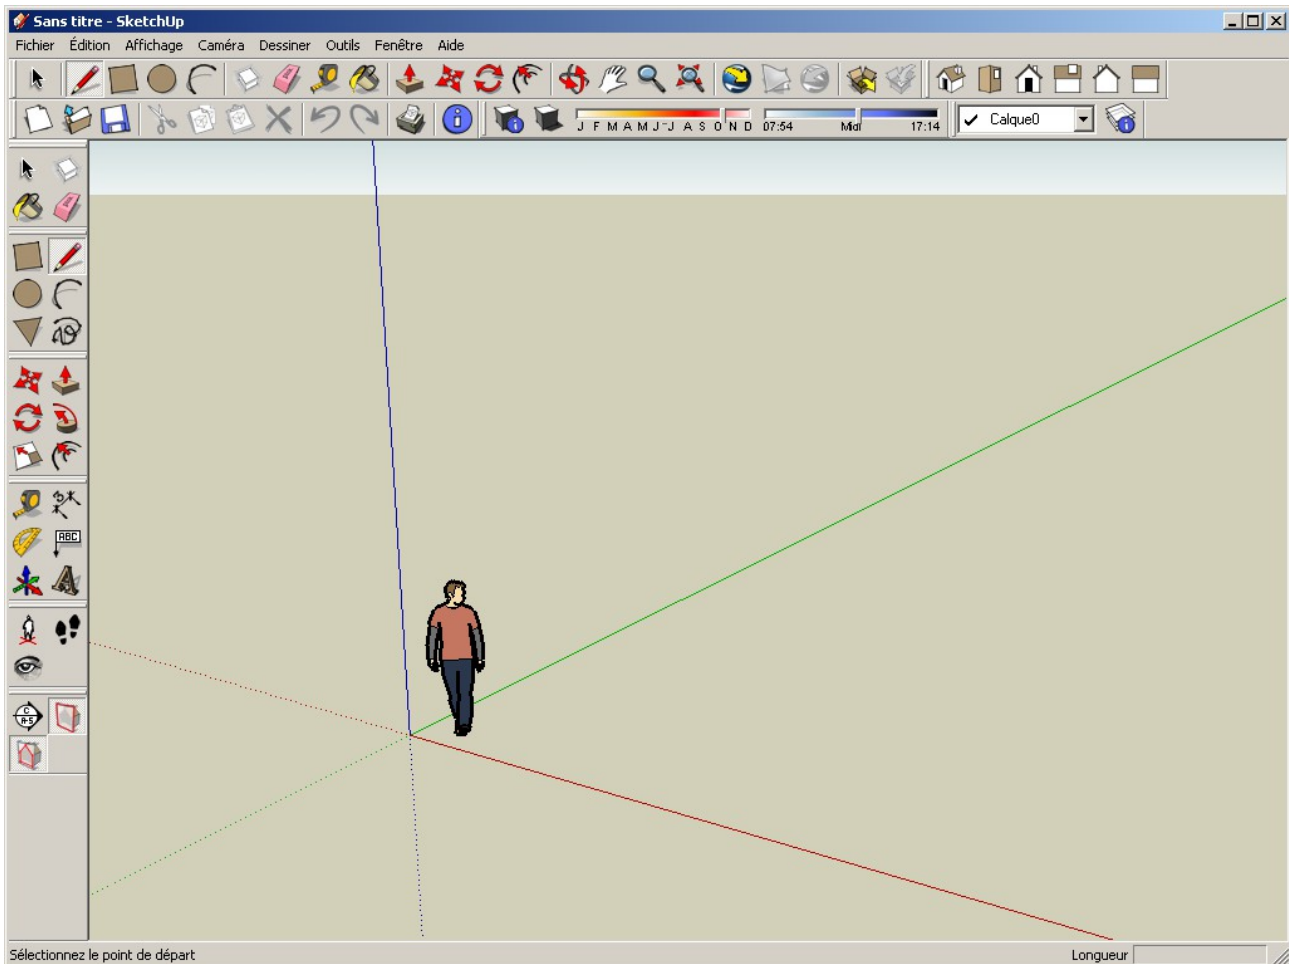 Sans titre - SketchUp
Fichier Édition Affichage Caméra Dessiner Outils Fenêtre Aide
J F M A M J J A S O N D 07:54 Midi 17:14 Calque0
ABC
C
A-5
Sélectionnez le point de départ Longueur